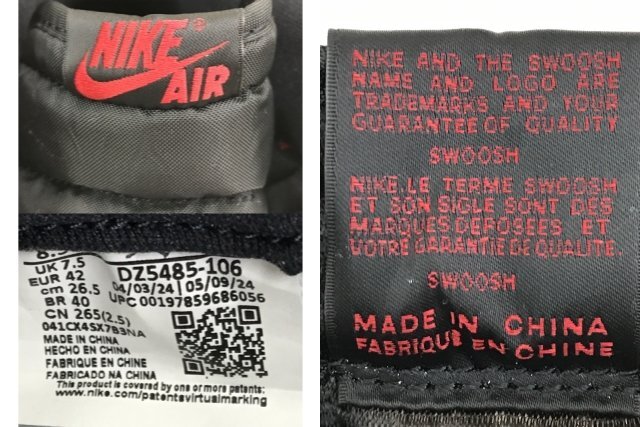 NIKE
AIR
8.5
UK 7.5
EUR 42
cm 26.5
BR 40
CN 265(2.5)
041CX4SX7B3NA
MADE IN CHINA
HECHO EN CHINA
FABRIQUE EN CHINE
FABRICADO NA CHINA
DZ5485-106
04/03/24 05/09/24
UPC 00197859686056
This product is covered by one or more patents:
www.nike.com/patentsvirtualmarking
NIKE AND THE SWOOSH
NAME AND LOGO ARE
TRADEMARKS AND YOUR
GUARANTEE OF QUALITY
SWOOSH
NIKE.LE TERME SWOOSH
ET SON SIGLE SONT DES
MARQUES DEPOSEES ET
VOTRE GARANTIE DE QUALITE.
SWOOSH
MADE IN CHINA
FABRIQUE EN CHINE